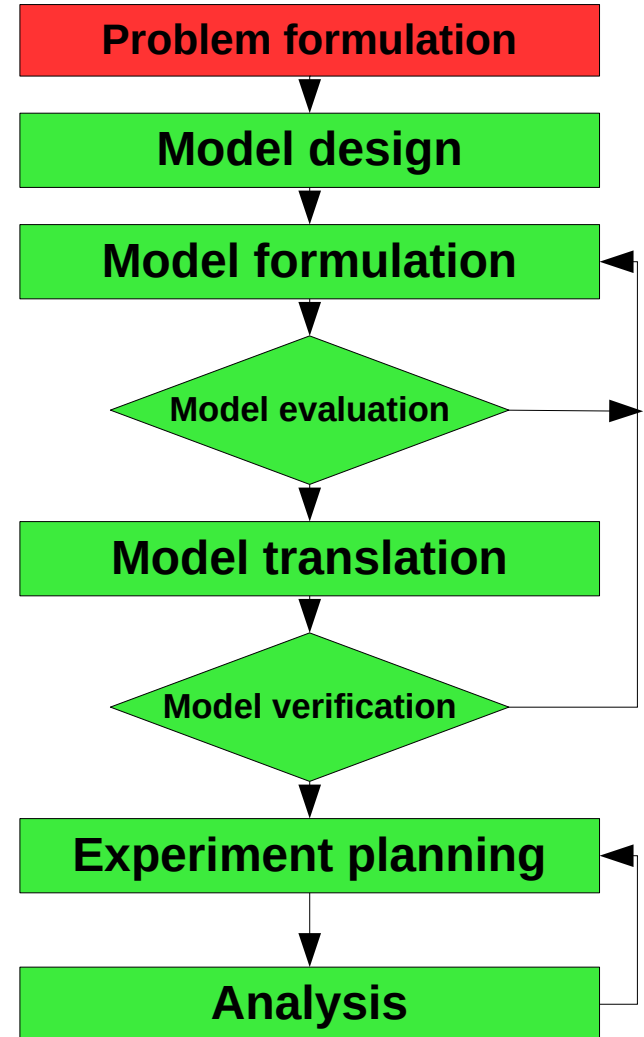 Problem formulation
Model design
Model formulation
Model evaluation
Model translation
Model verification
Experiment planning
Analysis